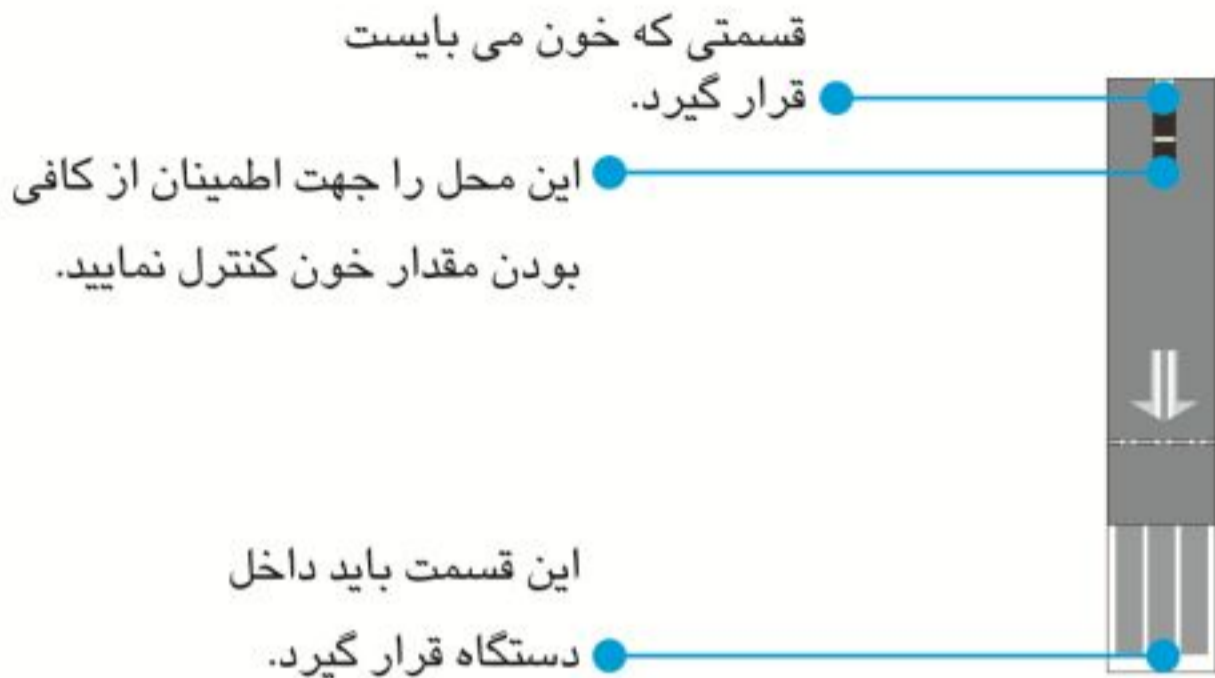 قسمتی که خون می بایست
قرار گیرد.
این محل را جهت اطمینان از کافی
بودن مقدار خون کنترل نمایید.
این قسمت باید داخل
دستگاه قرار گیرد.